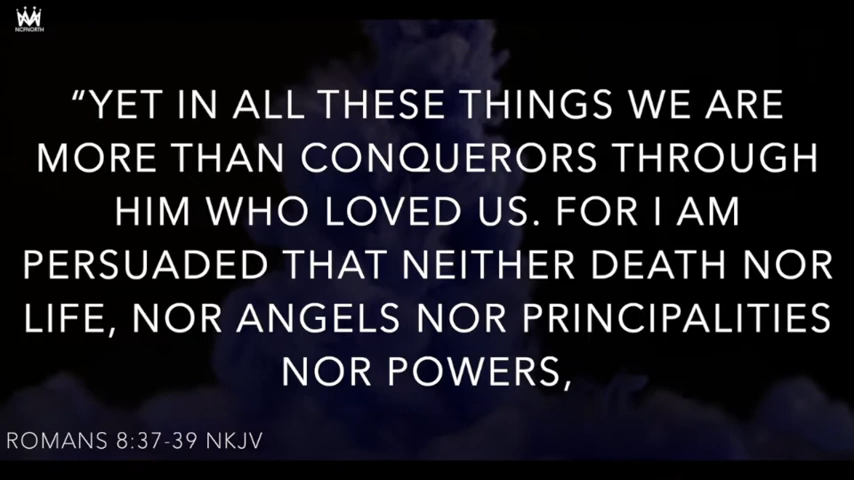 NCFNORTH
“YET IN ALL THESE THINGS WE ARE
MORE THAN CONQUERORS THROUGH
HIM WHO LOVED US. FOR I AM
PERSUADED THAT NEITHER DEATH NOR
LIFE, NOR ANGELS NOR PRINCIPALITIES
NOR POWERS,
ROMANS 8:37-39 NKJV